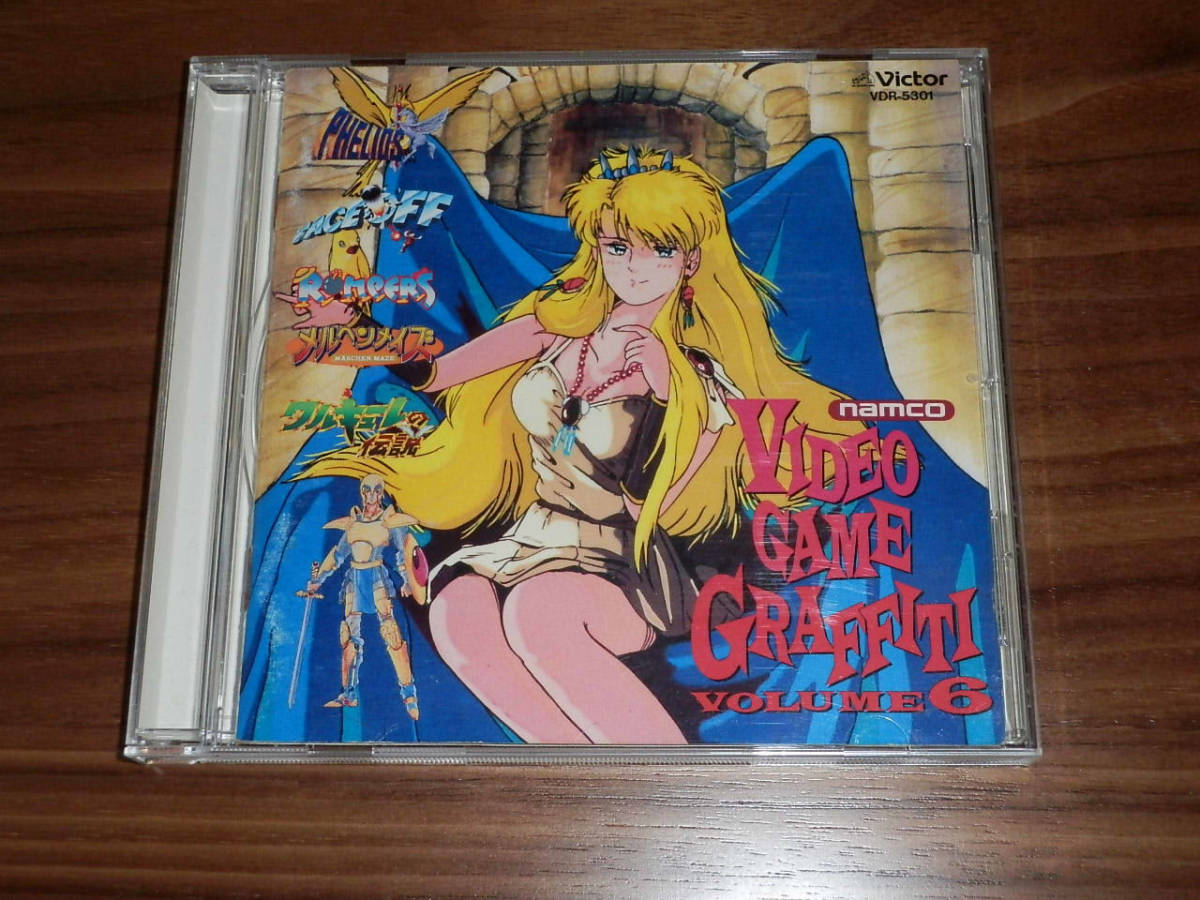 Victor
VDR-5301
PHELIOS
FACE OFF
ROMPERS
メルヘンメイズ
MÄRCHEN MAZE
ワルキューレの
伝説
namco
VIDEO
GAME
GRAFFITI
VOLUME 6